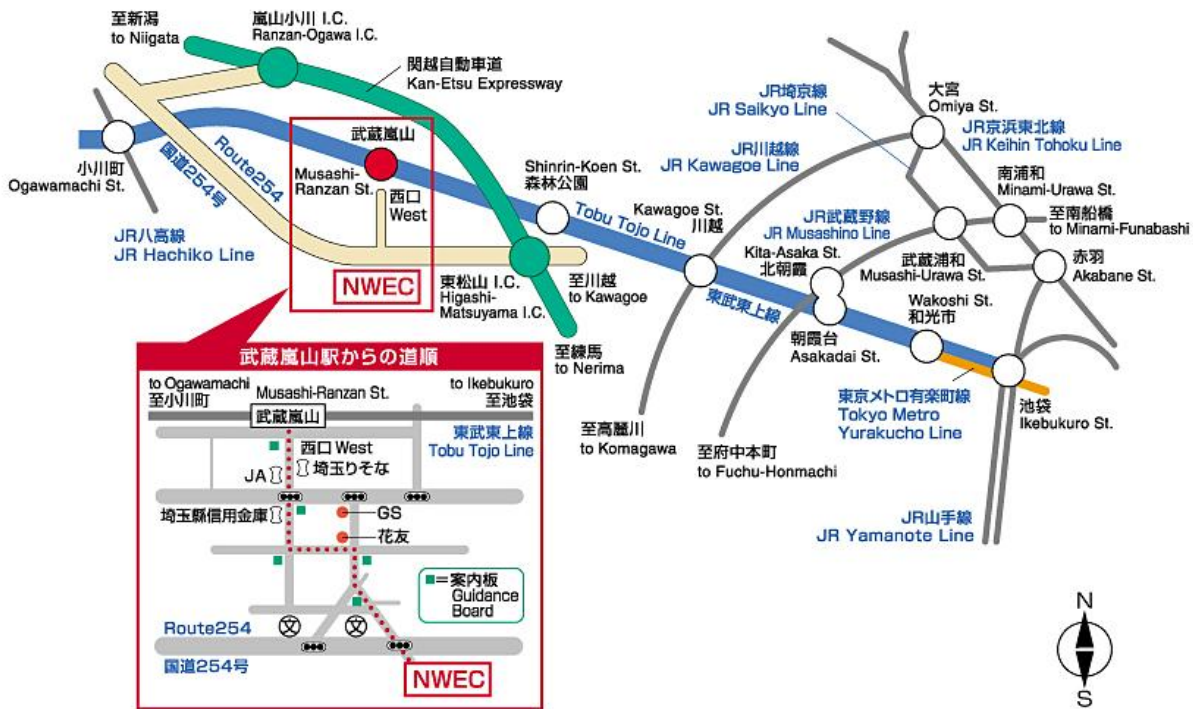 至新潟
to Niigata
嵐山小川 I.C.
Ranzan-Ogawa I.C.
関越自動車道
Kan-Etsu Expressway
小川町
Ogawamachi St.
Route254
国道254号
JR八高線
JR Hachiko Line
武蔵嵐山
Musashi-
Ranzan St.
西口
West
NWEC
Shinrin-Koen St.
森林公園
Tobu Tojo Line
東武東上線
東松山 I.C.
Higashi-
Matsuyama I.C.
至川越
to Kawagoe
至練馬
to Nerima
Kawagoe St.
川越
JR埼京線
JR Saikyo Line
JR川越線
JR Kawagoe Line
大宮
Omiya St.
JR京浜東北線
JR Keihin Tohoku Line
南浦和
Minami-Urawa St.
至南船橋
to Minami-Funabashi
JR武蔵野線
JR Musashino Line
Kita-Asaka St.
北朝霞
武蔵浦和
Musashi-Urawa St.
赤羽
Akabane St.
Wakoshi St.
和光市
朝霞台
Asakadai St.
東京メトロ有楽町線
Tokyo Metro
Yurakucho Line
池袋
Ikebukuro St.
至高麗川
to Komagawa
至府中本町
to Fuchu-Honmachi
JR山手線
JR Yamanote Line
N
S
武蔵嵐山駅からの道順
to Ogawamachi
至小川町
Musashi-Ranzan St.
武蔵嵐山
to Ikebukuro
至池袋
東武東上線
Tobu Tojo Line
西口 West
JA
埼玉りそな
埼玉縣信用金庫
GS
花友
=案内板
Guidance
Board
文
文
Route254
国道254号
NWEC